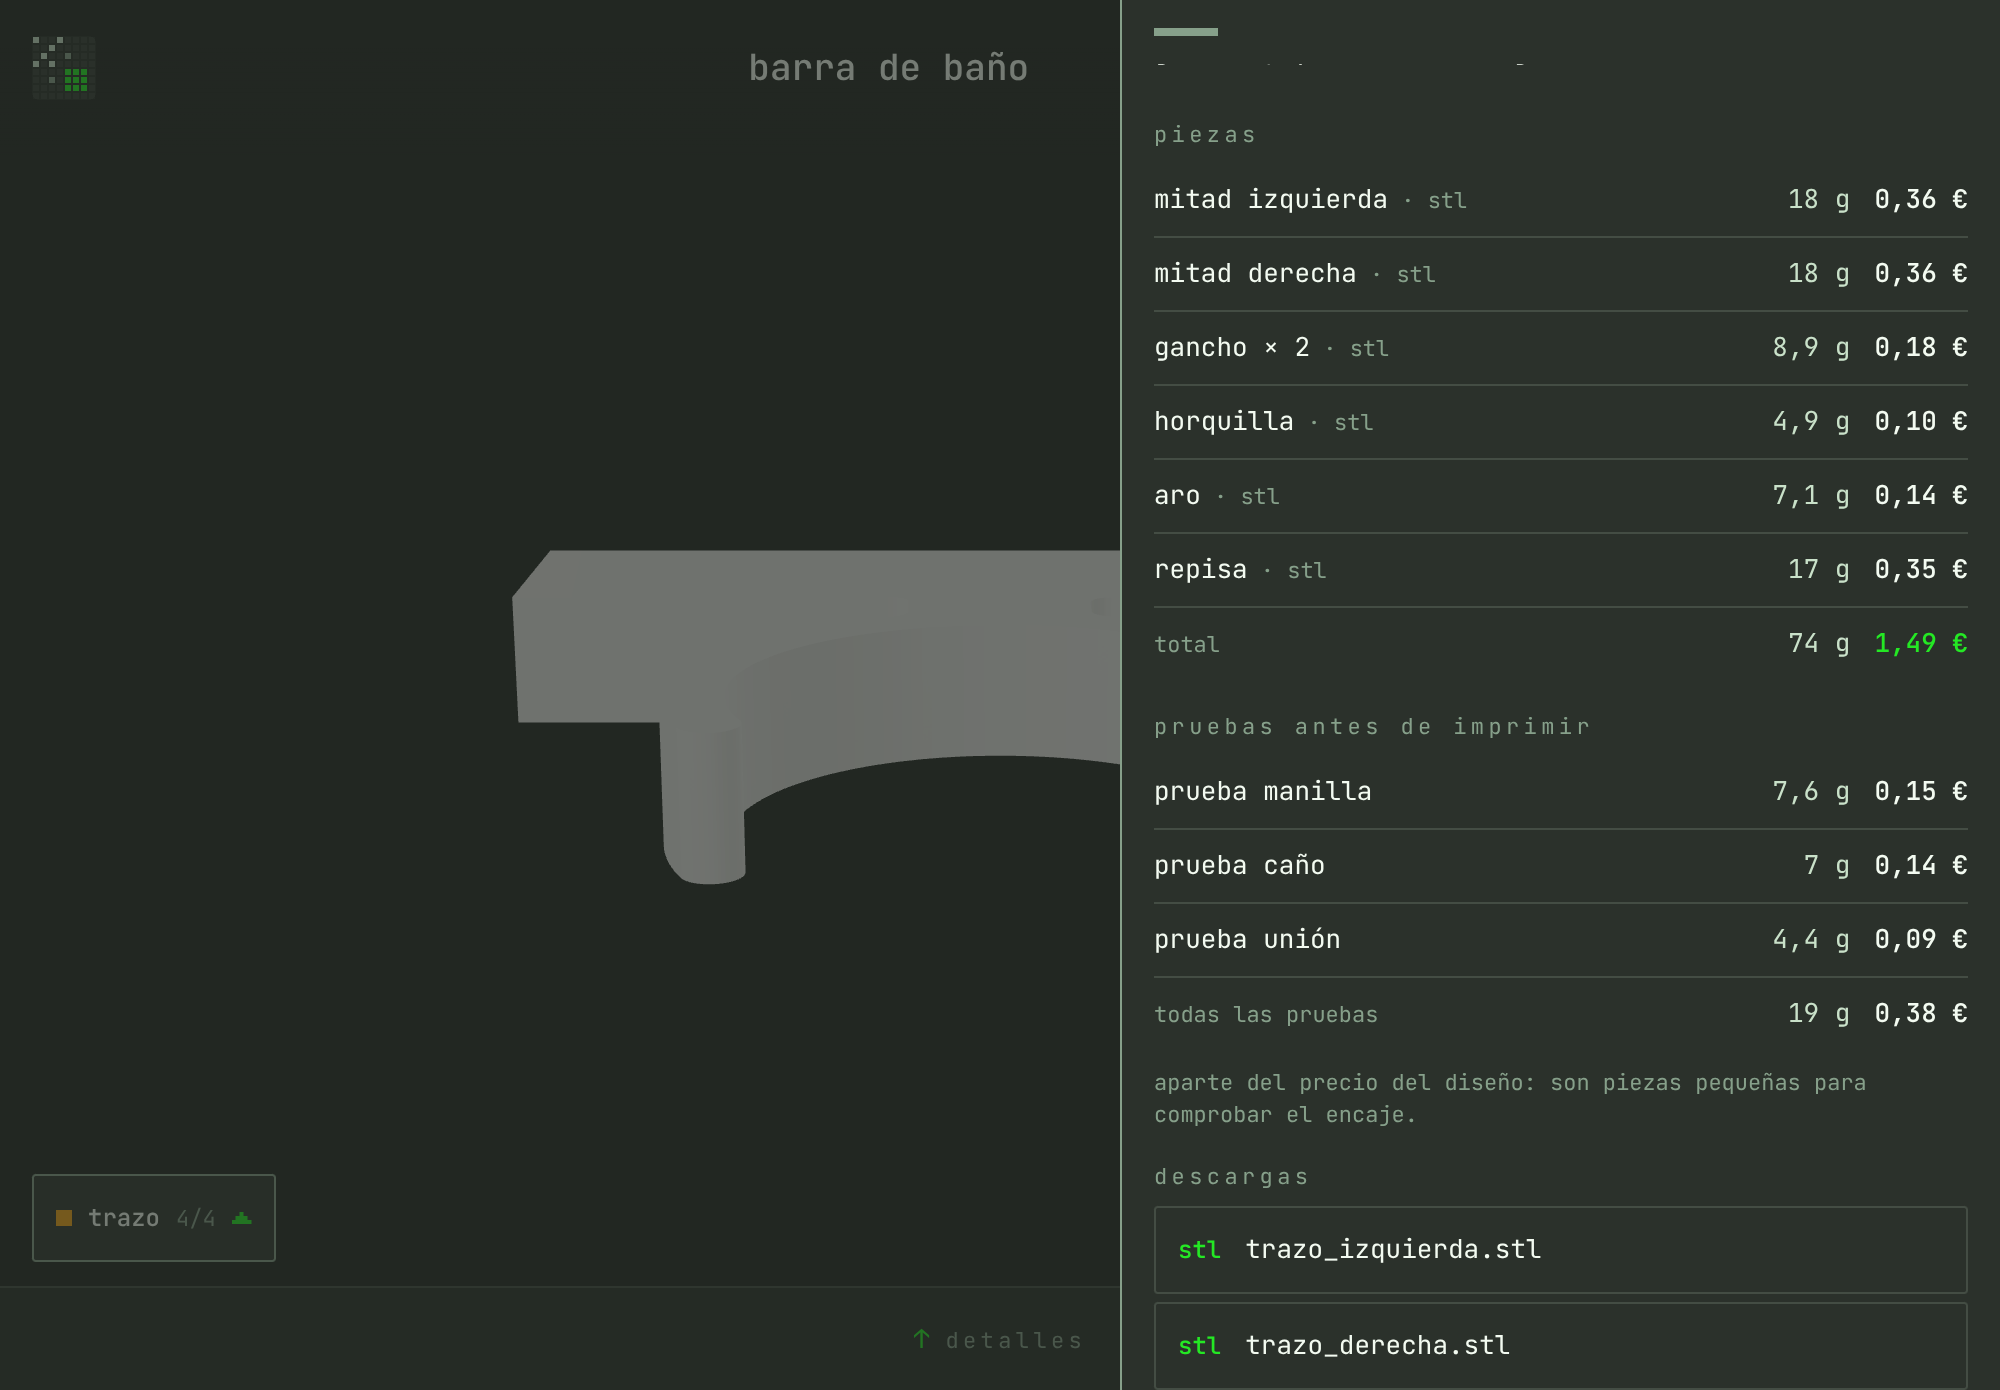 barra de baño
piezas
mitad izquierda · stl 18 g 0,36 €
mitad derecha · stl 18 g 0,36 €
gancho × 2 · stl 8,9 g 0,18 €
horquilla · stl 4,9 g 0,10 €
aro · stl 7,1 g 0,14 €
repisa · stl 17 g 0,35 €
total 74 g 1,49 €
pruebas antes de imprimir
prueba manilla 7,6 g 0,15 €
prueba caño 7 g 0,14 €
prueba unión 4,4 g 0,09 €
todas las pruebas 19 g 0,38 €
aparte del precio del diseño: son piezas pequeñas para
comprobar el encaje.
descargas
stl trazo_izquierda.stl
stl trazo_derecha.stl
trazo 4/4
↑ detalles